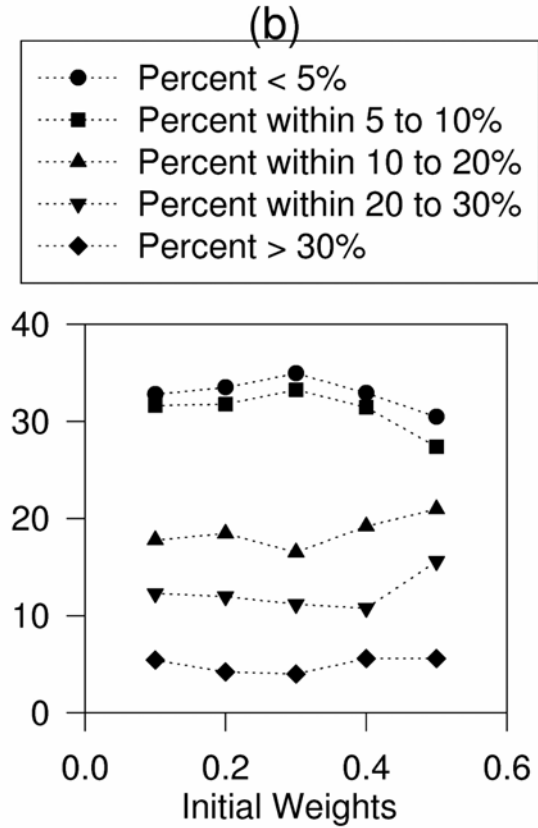 (b)
Percent < 5%
Percent within 5 to 10%
Percent within 10 to 20%
Percent within 20 to 30%
Percent > 30%
40
30
20
10
0
0.0 0.2 0.4 0.6
Initial Weights